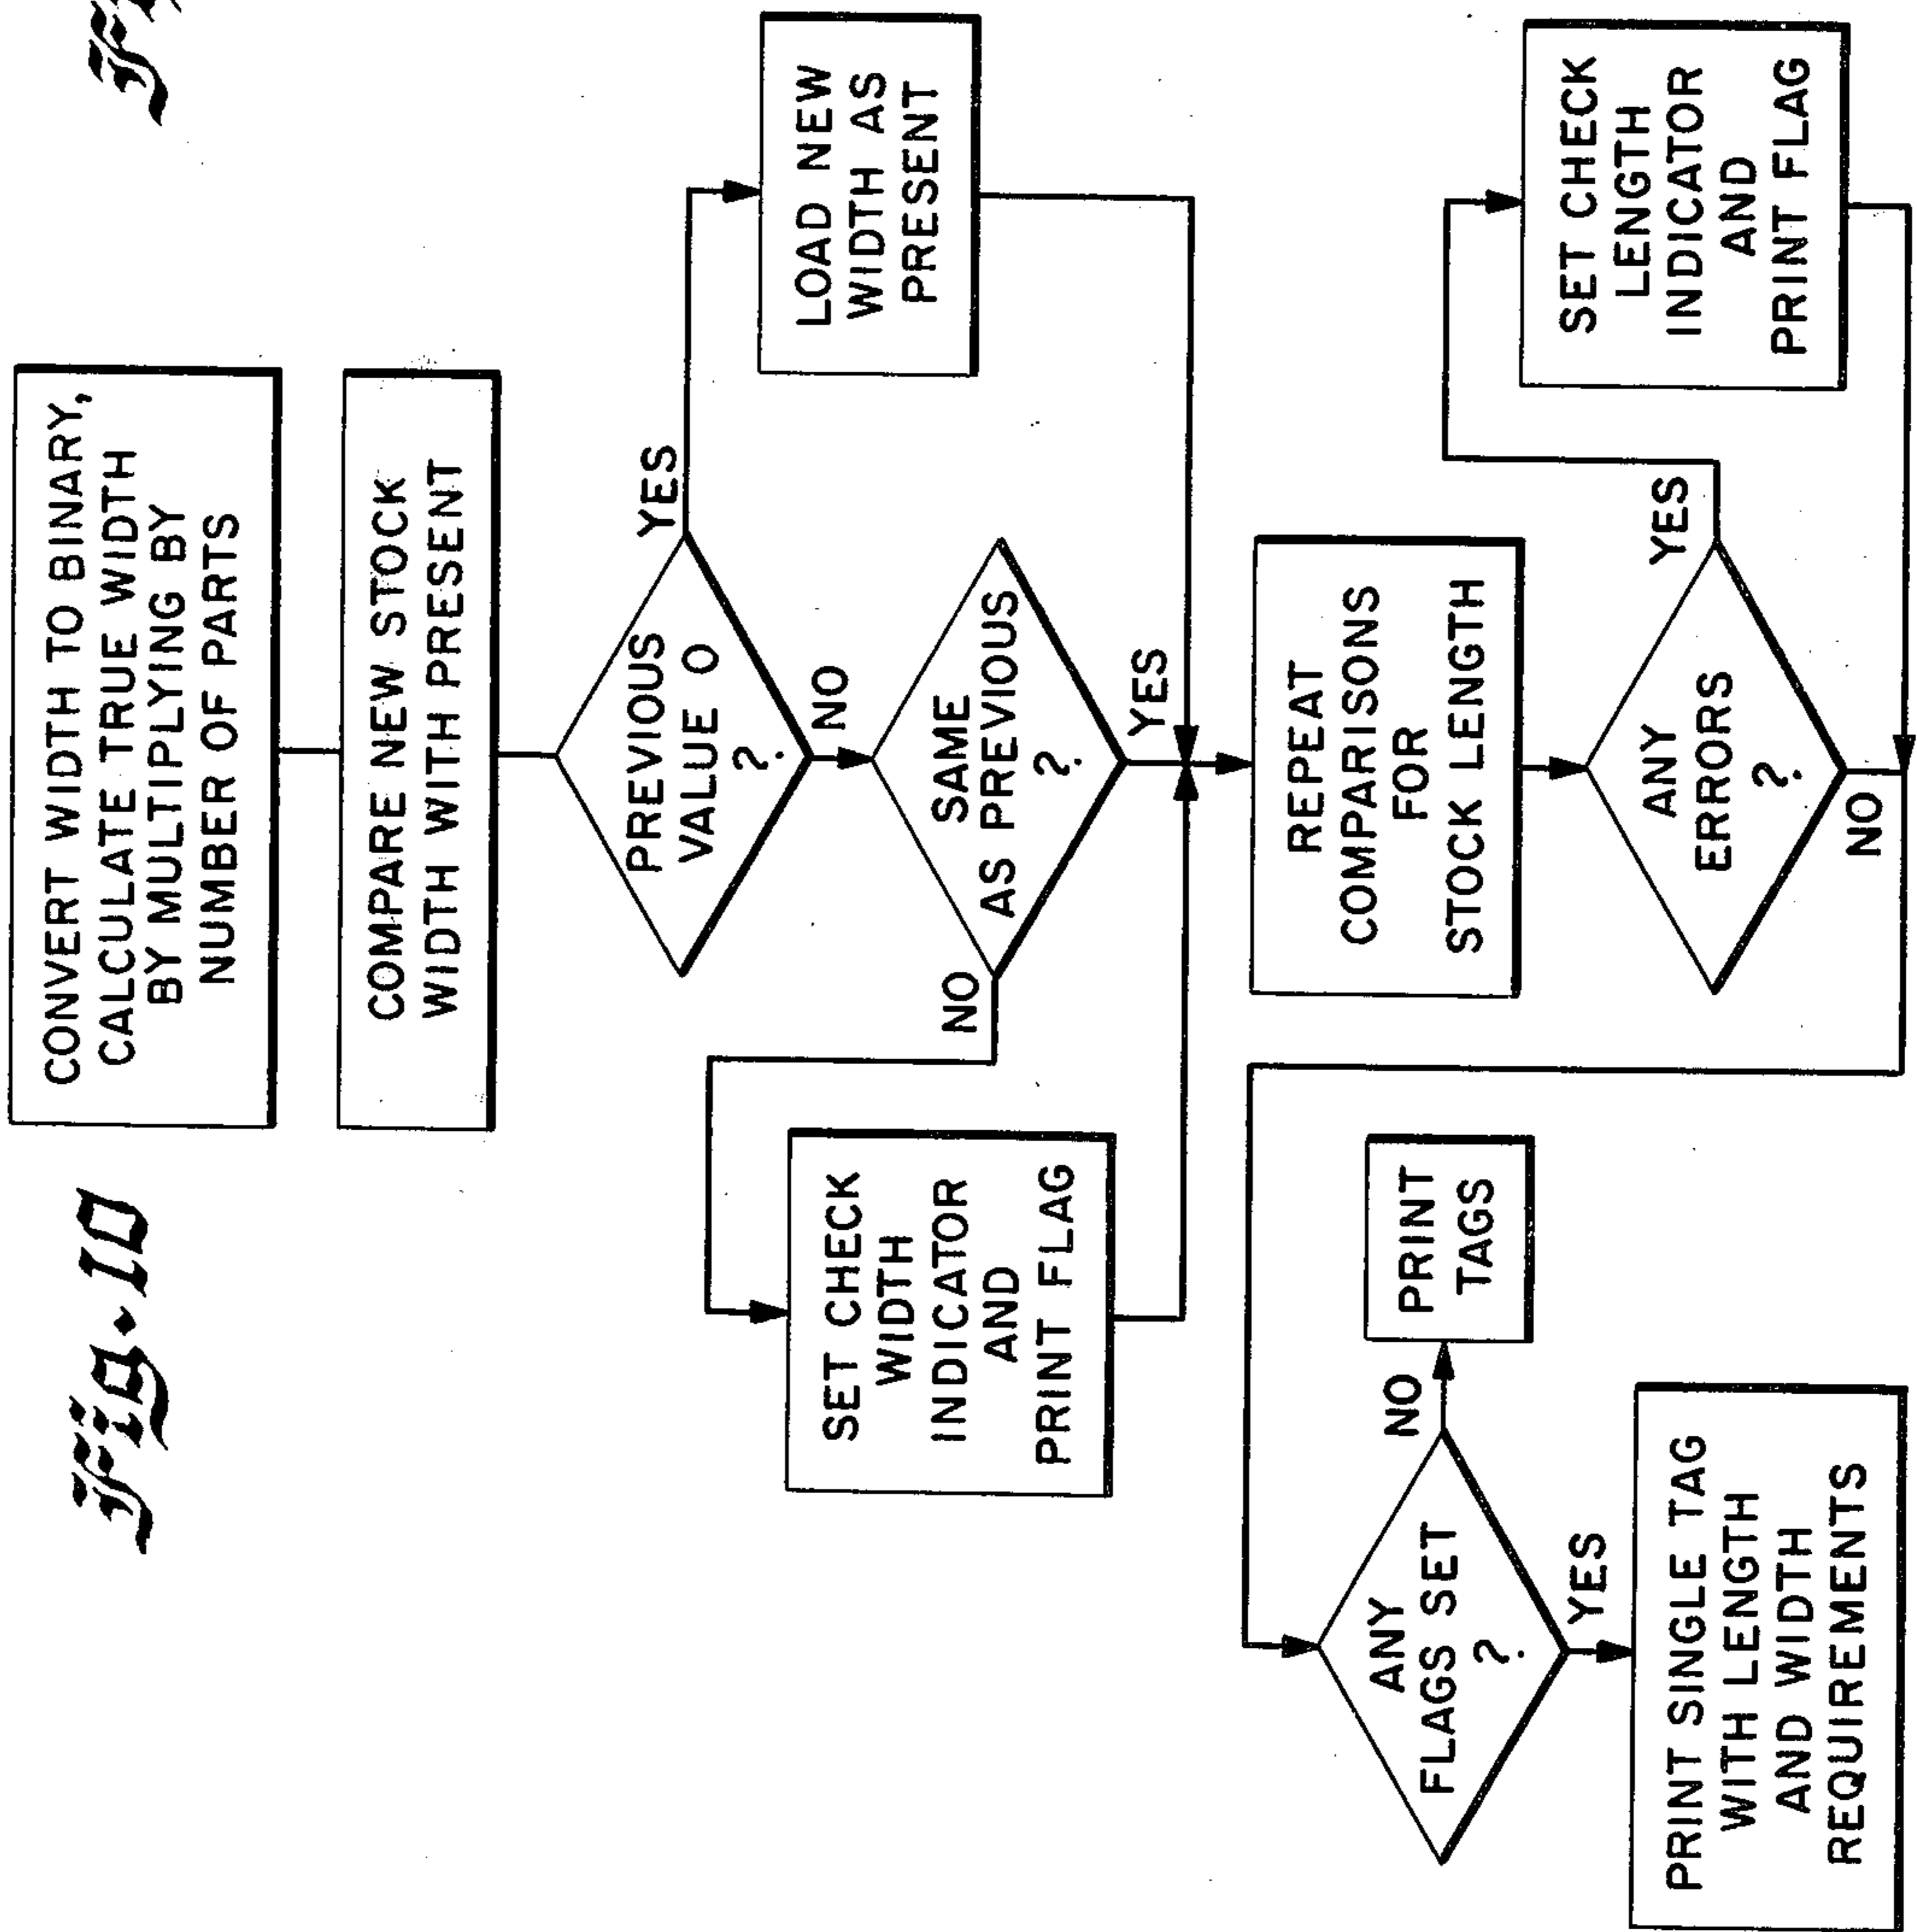 Fig. 10
CONVERT WIDTH TO BINARY,
CALCULATE TRUE WIDTH
BY MULTIPLYING BY
NUMBER OF PARTS
COMPARE NEW STOCK
WIDTH WITH PRESENT
PREVIOUS
VALUE O
?
YES
NO
LOAD NEW
WIDTH AS
PRESENT
SAME
AS PREVIOUS
?
NO
YES
SET CHECK
WIDTH
INDICATOR
AND
PRINT FLAG
REPEAT
COMPARISONS
FOR
STOCK LENGTH
ANY
ERRORS
?
YES
NO
SET CHECK
LENGTH
INDICATOR
AND
PRINT FLAG
ANY
FLAGS SET
?
NO
YES
PRINT
TAGS
PRINT SINGLE TAG
WITH LENGTH
AND WIDTH
REQUIREMENTS